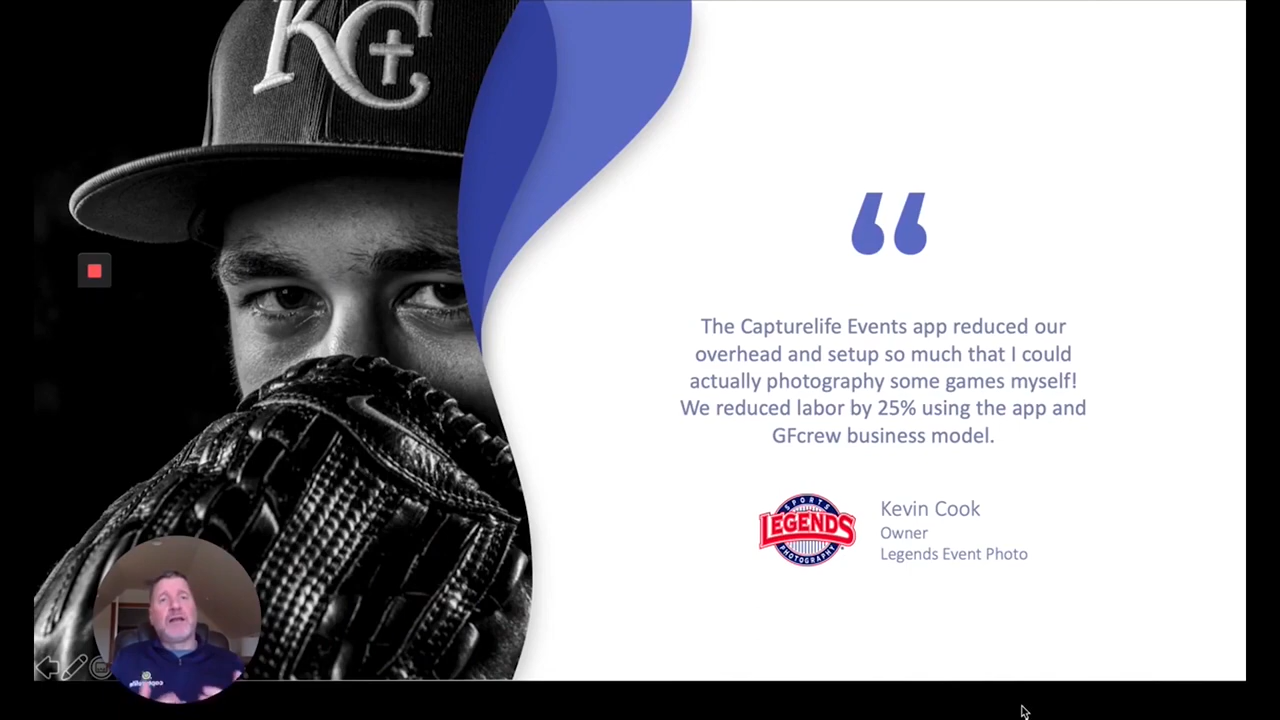 KC
“
The Capturelife Events app reduced our
overhead and setup so much that I could
actually photography some games myself!
We reduced labor by 25% using the app and
GFcrew business model.
SPORTS
LEGENDS
PHOTOGRAPHY
Kevin Cook
Owner
Legends Event Photo